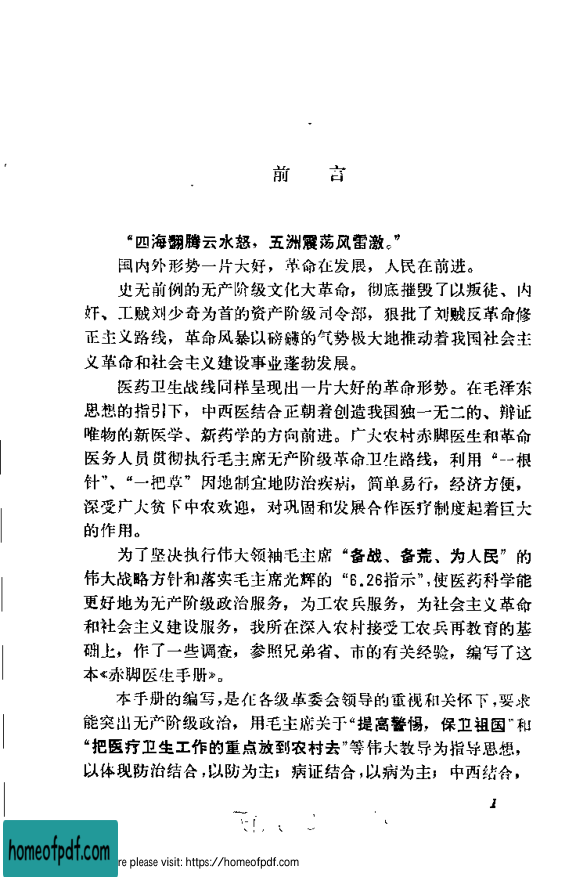 前 言
“四海翻腾云水怒，五洲震荡风雷激。”
国内外形势一片大好，革命在发展，人民在前进。
史无前例的无产阶级文化大革命，彻底摧毁了以叛徒、内
奸、工贼刘少奇为首的资产阶级司令部，狠批了刘贼反革命修
正主义路线，革命风暴以磅礴的气势极大地推动着我国社会主
义革命和社会主义建设事业蓬勃发展。
医药卫生战线同样呈现出一片大好的革命形势。在毛泽东
思想的指引下，中西医结合正朝着创造我国独一无二的、辩证
唯物的新医学、新药学的方向前进。广大农村赤脚医生和革命
医务人员贯彻执行毛主席无产阶级革命卫生路线，利用“一根
针”、“一把草”因地制宜地防治疾病，简单易行，经济方便，
深受广大贫下中农欢迎，对巩固和发展合作医疗制度起着巨大
的作用。
为了坚决执行伟大领袖毛主席“备战、备荒、为人民”的
伟大战略方针和落实毛主席光辉的“6.26指示”，使医药科学能
更好地为无产阶级政治服务，为工农兵服务，为社会主义革命
和社会主义建设服务，我所在深入农村接受工农兵再教育的基
础上，作了一些调查，参照兄弟省、市的有关经验，编写了这
本《赤脚医生手册》。
本手册的编写，是在各级革委会领导的重视和关怀下，要求
能突出无产阶级政治，用毛主席关于“提高警惕，保卫祖国”和
“把医疗卫生工作的重点放到农村去”等伟大教导为指导思想，
以体现防治结合，以防为主；病证结合，以病为主；中西结合，
1
homeofpdf.com
re please visit: https://homeofpdf.com